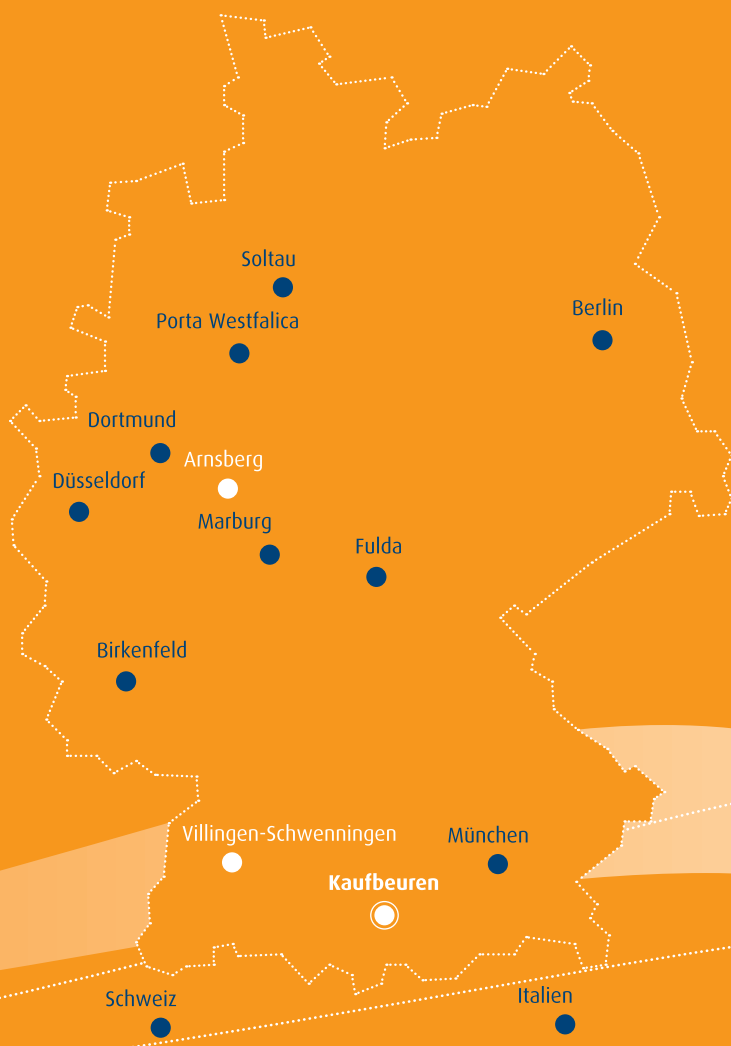 Soltau
Berlin
Porta Westfalica
Dortmund
Arnsberg
Düsseldorf
Marburg
Fulda
Birkenfeld
Villingen-Schwenningen
München
Kaufbeuren
Schweiz
Italien